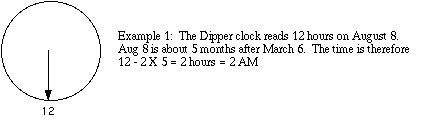 Example 1: The Dipper clock reads 12 hours on August 8.
Aug 8 is about 5 months after March 6. The time is therefore
12 - 2 X 5 = 2 hours = 2 AM
12